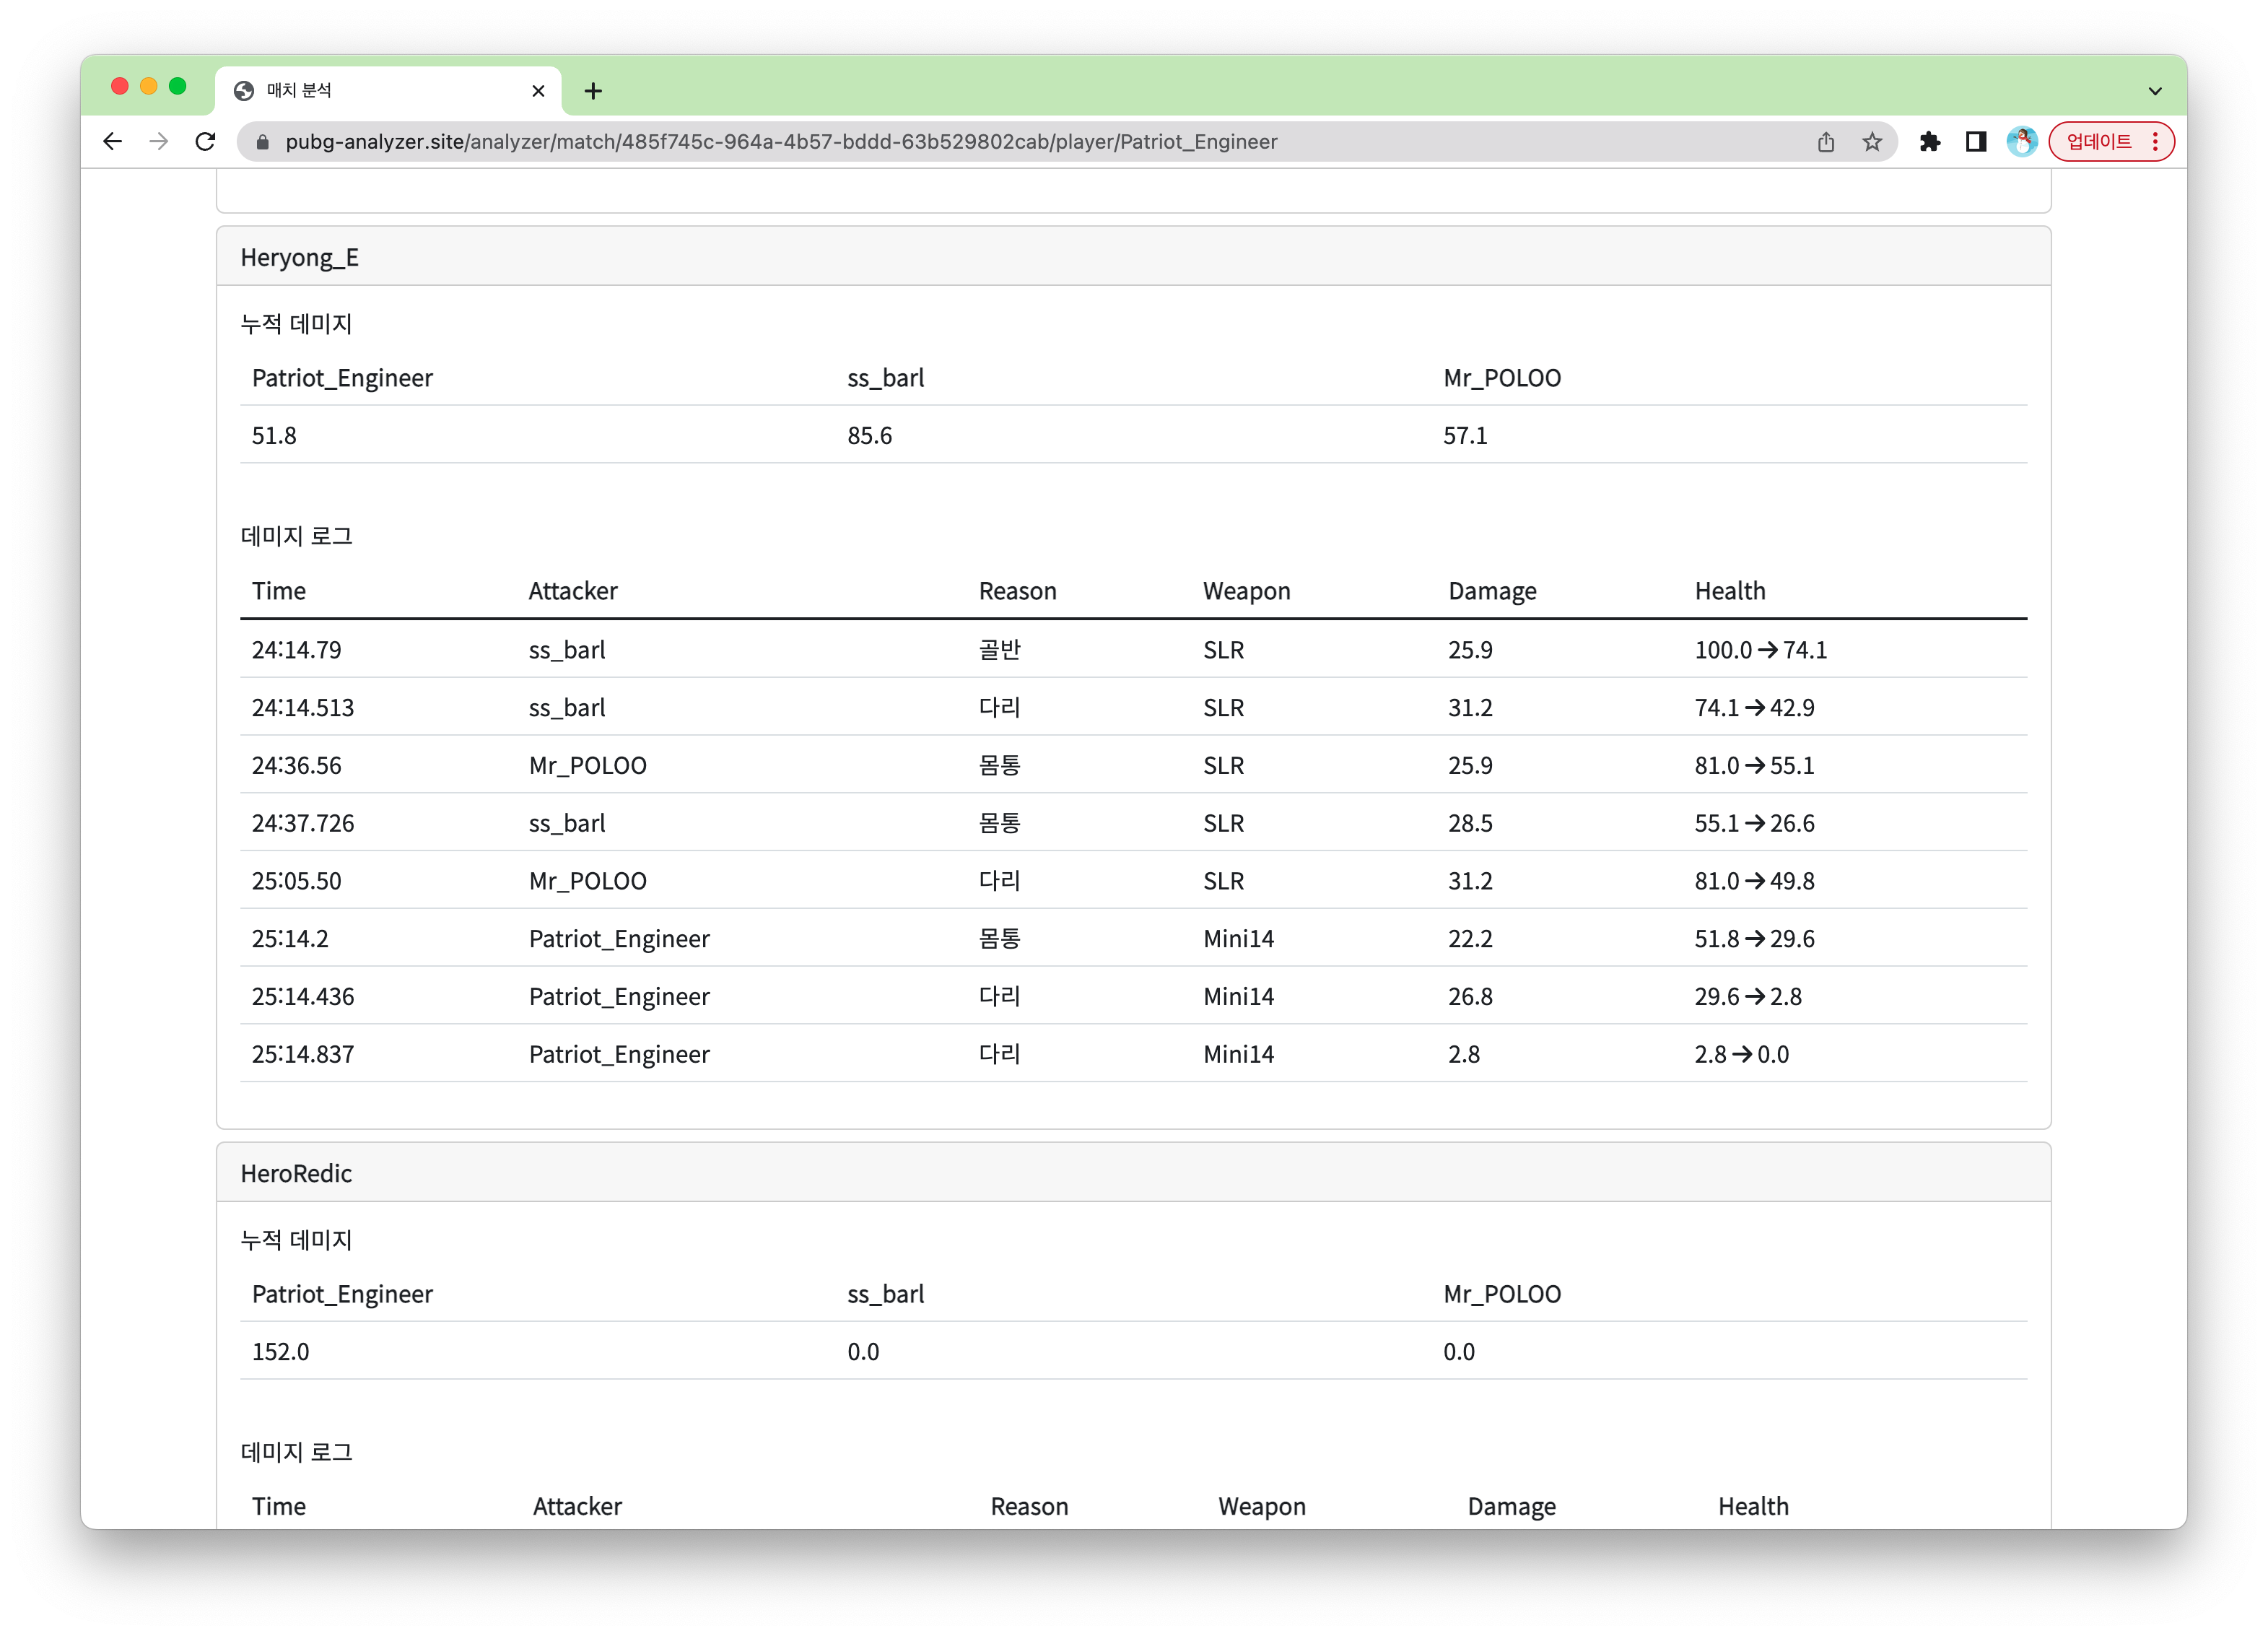 매치 분석
pubg-analyzer.site/analyzer/match/485f745c-964a-4b57-bddd-63b529802cab/player/Patriot_Engineer 업데이트
Heryong_E
누적 데미지
Patriot_Engineer ss_barl Mr_POLOO
51.8 85.6 57.1
데미지 로그
Time Attacker Reason Weapon Damage Health
24:14.79 ss_barl 골반 SLR 25.9 100.0 → 74.1
24:14.513 ss_barl 다리 SLR 31.2 74.1 → 42.9
24:36.56 Mr_POLOO 몸통 SLR 25.9 81.0 → 55.1
24:37.726 ss_barl 몸통 SLR 28.5 55.1 → 26.6
25:05.50 Mr_POLOO 다리 SLR 31.2 81.0 → 49.8
25:14.2 Patriot_Engineer 몸통 Mini14 22.2 51.8 → 29.6
25:14.436 Patriot_Engineer 다리 Mini14 26.8 29.6 → 2.8
25:14.837 Patriot_Engineer 다리 Mini14 2.8 2.8 → 0.0
HeroRedic
누적 데미지
Patriot_Engineer ss_barl Mr_POLOO
152.0 0.0 0.0
데미지 로그
Time Attacker Reason Weapon Damage Health